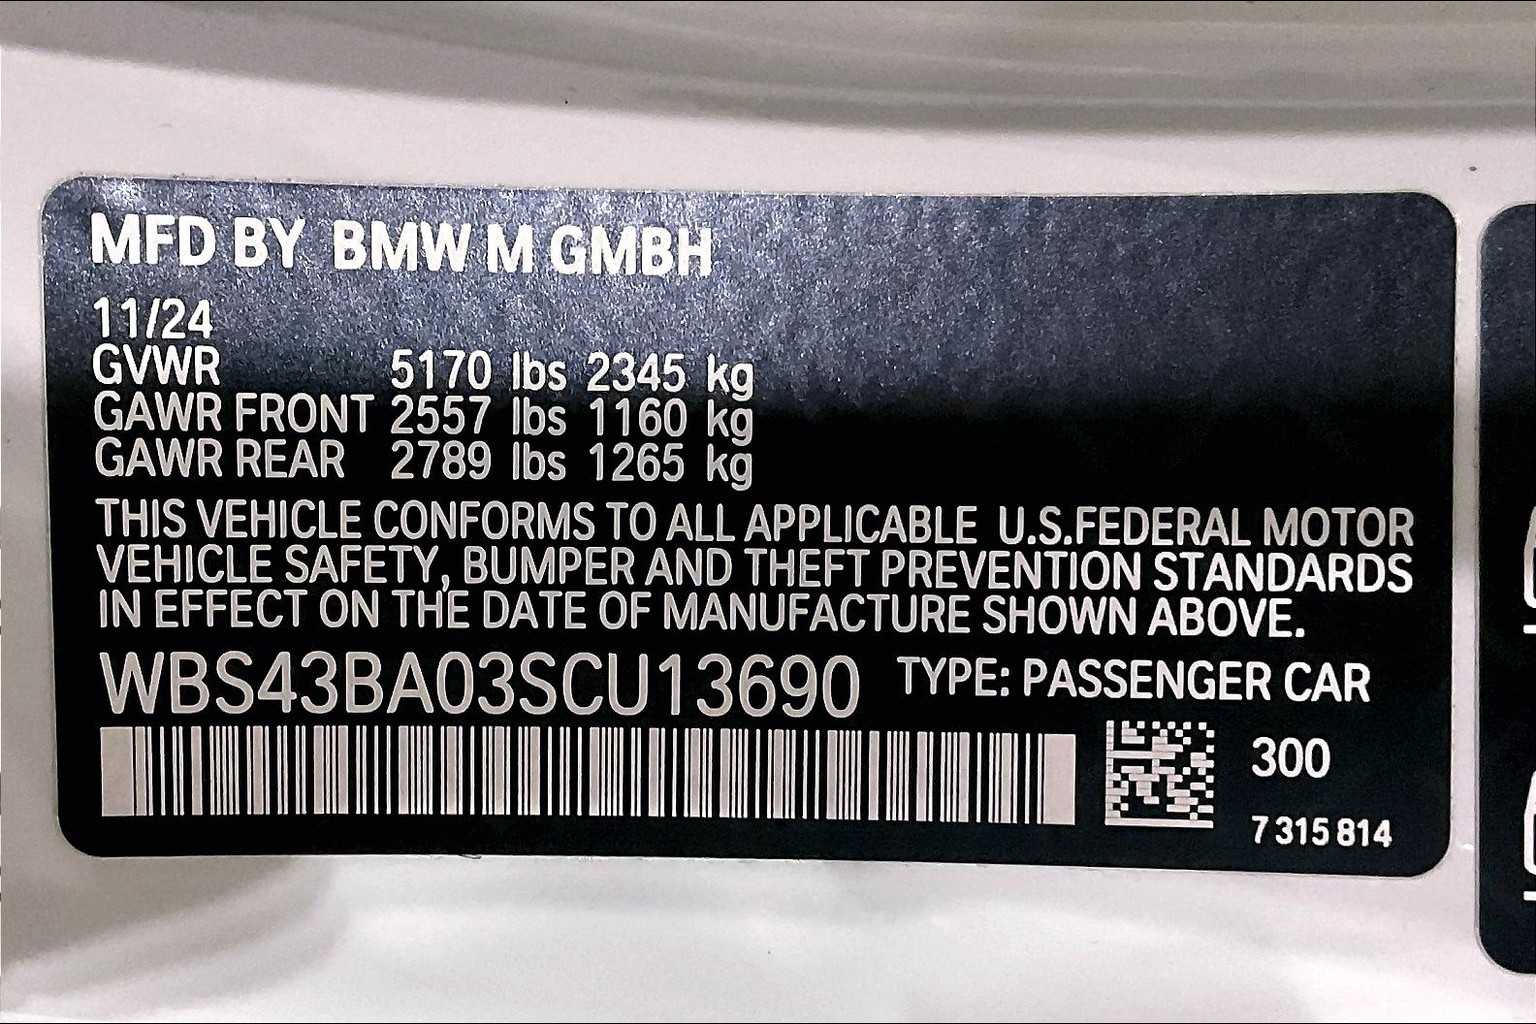 MFD BY BMW M GMBH
11/24
GVWR 5170 lbs 2345 kg
GAWR FRONT 2557 lbs 1160 kg
GAWR REAR 2789 lbs 1265 kg
THIS VEHICLE CONFORMS TO ALL APPLICABLE U.S.FEDERAL MOTOR
VEHICLE SAFETY, BUMPER AND THEFT PREVENTION STANDARDS
IN EFFECT ON THE DATE OF MANUFACTURE SHOWN ABOVE.
WBS43BA03SCU13690 TYPE: PASSENGER CAR
300
7 315 814